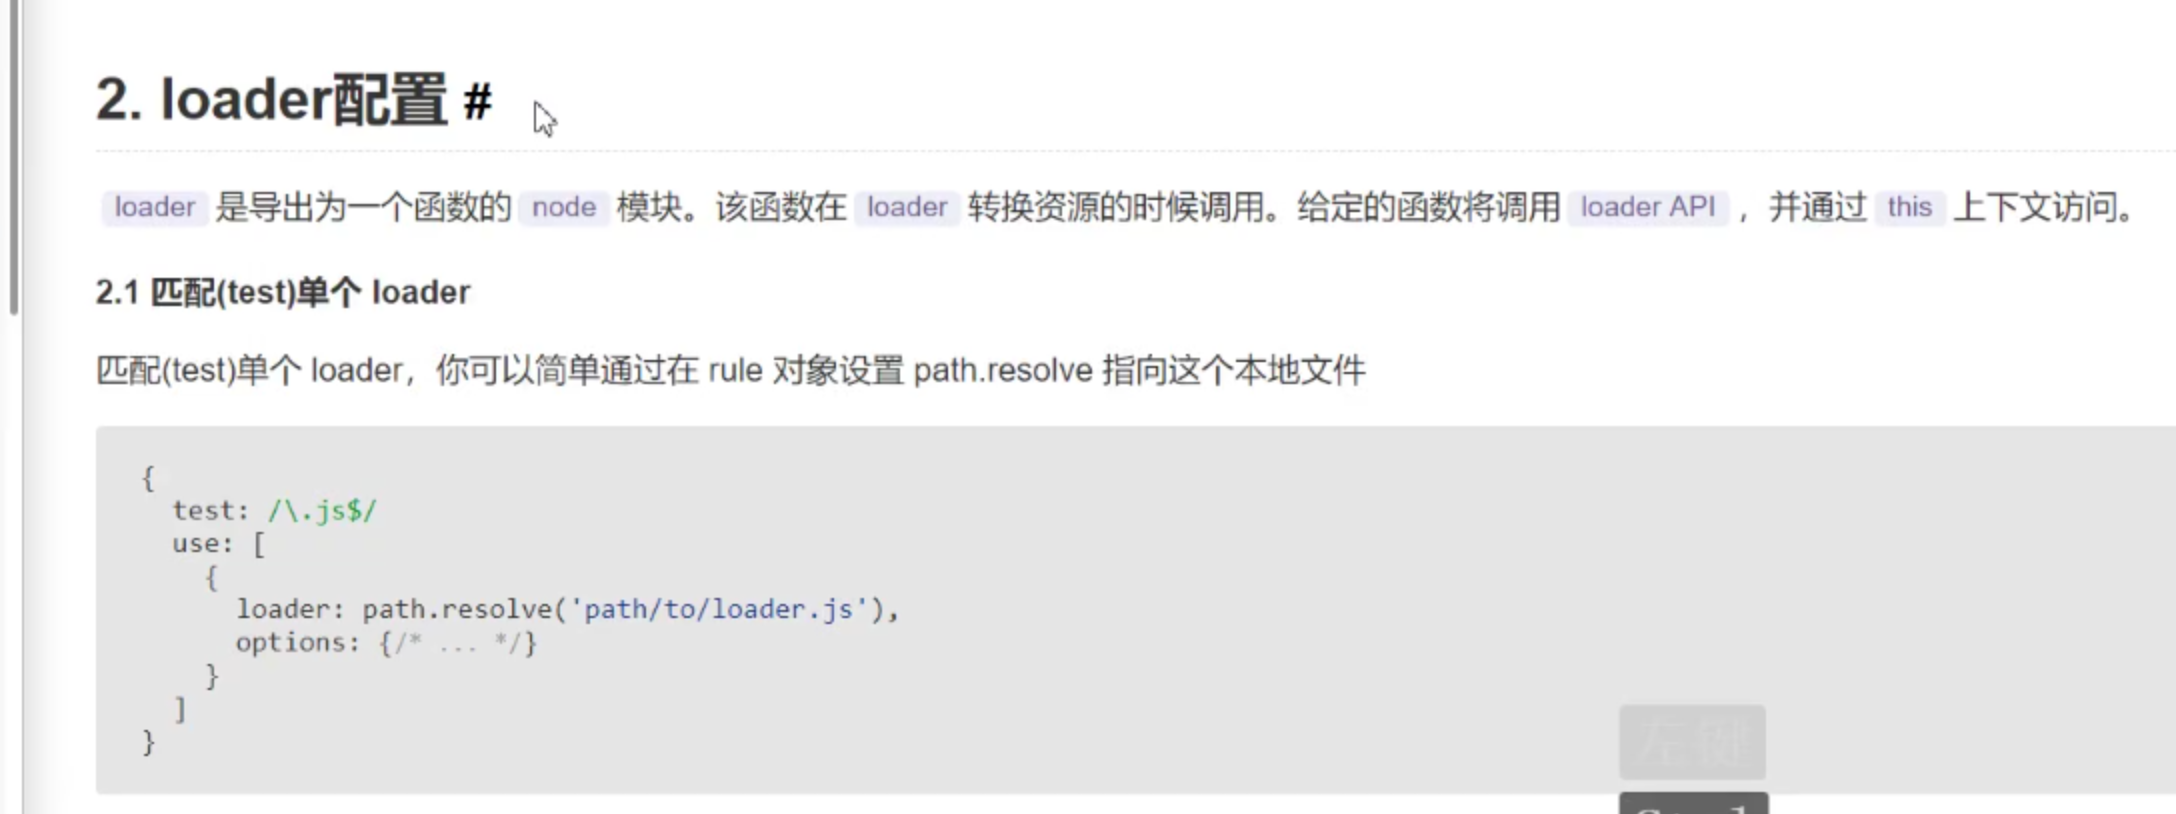 2. loader配置 #
loader 是导出为一个函数的 node 模块。该函数在 loader 转换资源的时候调用。给定的函数将调用 loader API ，并通过 this 上下文访问。
2.1 匹配(test)单个 loader
匹配(test)单个 loader，你可以简单通过在 rule 对象设置 path.resolve 指向这个本地文件
{
  test: /\.js$/
  use: [
    {
      loader: path.resolve('path/to/loader.js'),
      options: {/* ... */}
    }
  ]
}
左键